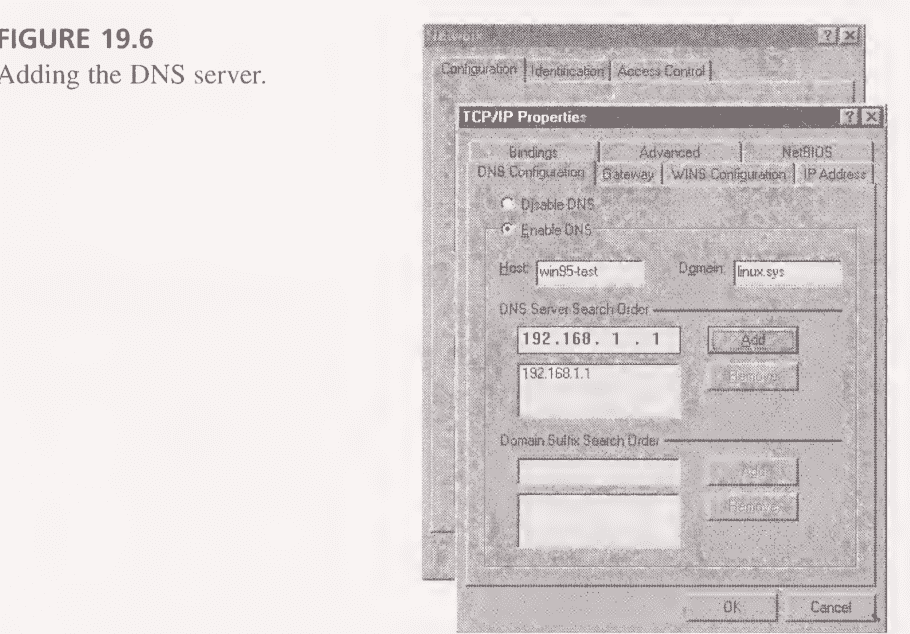 FIGURE 19.6
Adding the DNS server.
Network
Configuration Identification Access Control
TCP/IP Properties
Bindings Advanced NetBIOS
DNS Configuration Gateway WINS Configuration IP Address
Disable DNS
Enable DNS
Host: win95-test Domain: linux.sys
DNS Server Search Order
192.168. 1 . 1 Add
192.168.1.1 Remove
Domain Suffix Search Order
Add
Remove
OK Cancel